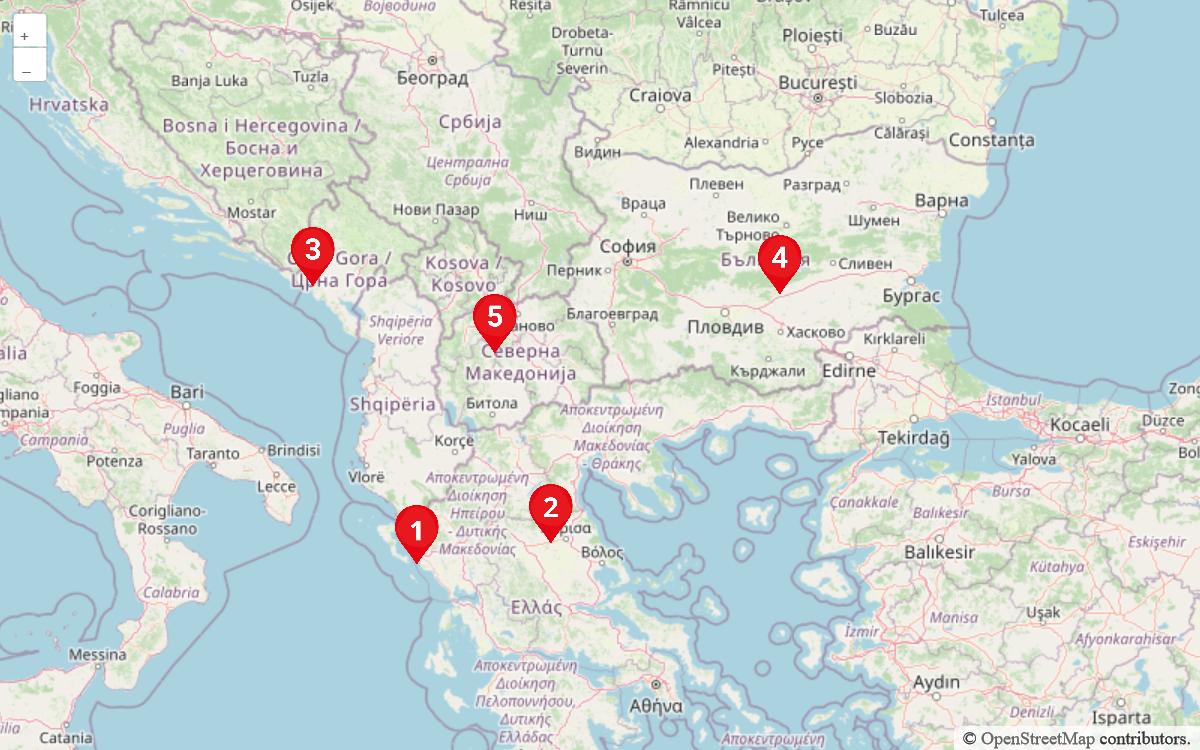 Osijek
Војводина
Reșița
Râmnicu
Vâlcea
Tulcea
+
–
Drobeta-
Turnu
Severin
Ploiești
Buzău
Pitești
Banja Luka
Tuzla
Београд
București
Craiova
Slobozia
Hrvatska
Србија
Bosna i Hercegovina /
Босна и
Херцеговина
Călărași
Constanța
Alexandria
Русе
Видин
Централна
Србија
Плевен
Разград
Mostar
Нови Пазар
Ниш
Враца
Варна
Велико
Търново
Шумен
3
София
4
Gora /
Црна Гора
Kosova /
Kosovo
Перник
Сливен
Бургас
5
Благоевград
Shqipëria
Veriore
Пловдив
Хасково
Kırklareli
Северна
Македонија
Кърджали
Edirne
Foggia
Bari
Campania
Puglia
Shqipëria
Битола
Αποκεντρωμένη
Διοίκηση
Μακεδονίας
- Θράκης
İstanbul
Kocaeli
Düzce
Tekirdağ
Yalova
Potenza
Taranto
Brindisi
Lecce
Korçë
Vlorë
Αποκεντρωμένη
Διοίκηση
Ηπείρου
- Δυτικής
Μακεδονίας
Bursa
Çanakkale
Balıkesir
Corigliano-
Rossano
1
2
Βόλος
Balıkesir
Eskişehir
Kütahya
Calabria
Ελλάς
Uşak
Manisa
İzmir
Afyonkarahisar
Messina
Αποκεντρωμένη
Διοίκηση
Πελοποννήσου,
Δυτικής
Ελλάδας
Αθήνα
Aydın
Denizli
Isparta
Catania
Αποκεντρωμένη
© OpenStreetMap contributors.